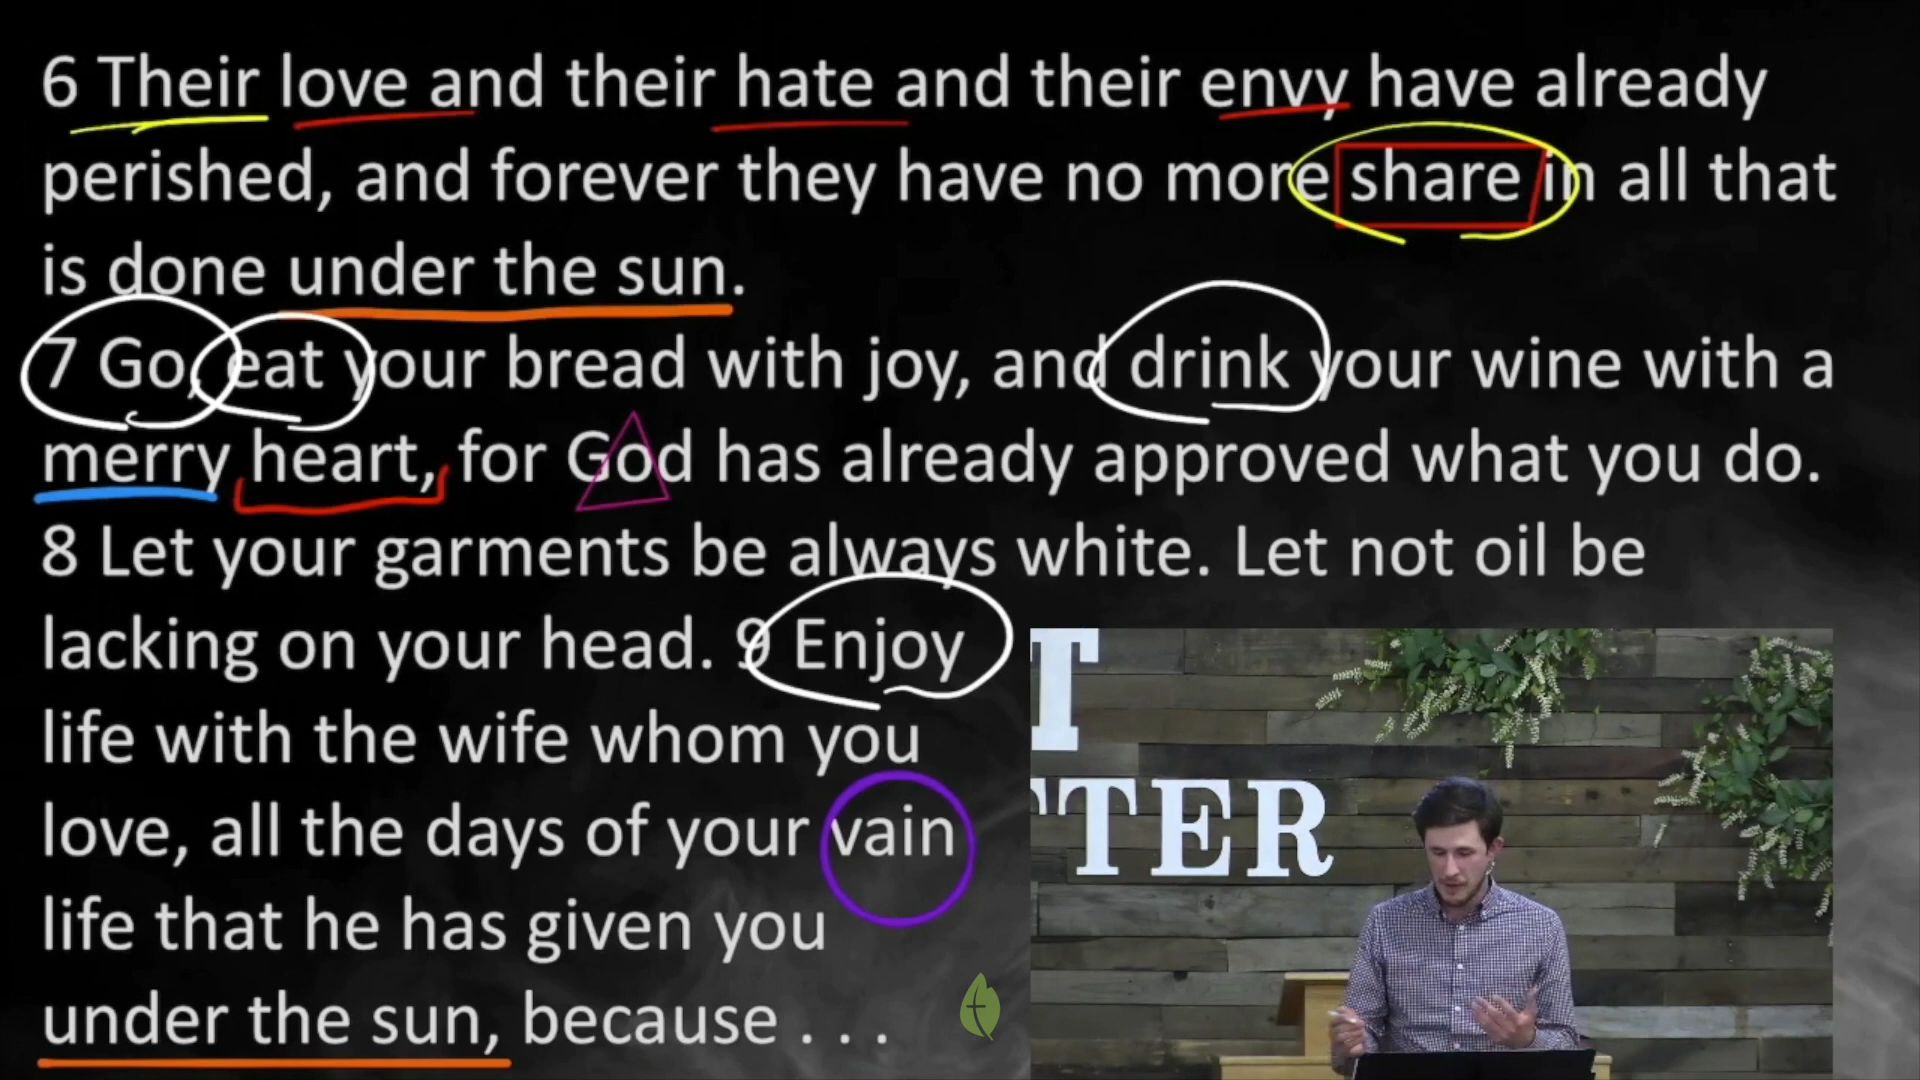 6 Their love and their hate and their envy have already
perished, and forever they have no more share in all that
is done under the sun.
7 Go, eat your bread with joy, and drink your wine with a
merry heart, for God has already approved what you do.
8 Let your garments be always white. Let not oil be
lacking on your head. 9 Enjoy
life with the wife whom you
love, all the days of your vain
life that he has given you
under the sun, because . . .
T
TTER